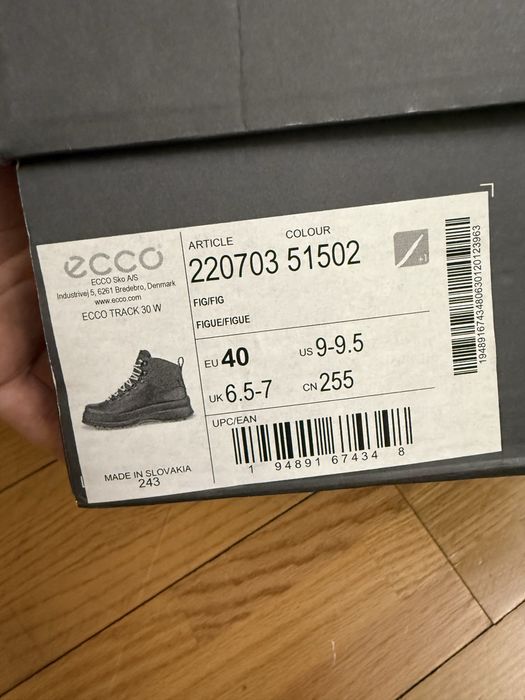 ecco
ECCO Sko A/S
Industrivej 5, 6261 Bredebro, Denmark
www.ecco.com
ECCO TRACK 30 W
MADE IN SLOVAKIA
243
ARTICLE COLOUR
220703 51502
FIG/FIG
FIGUE/FIGUE
EU 40 US 9-9.5
UK 6.5-7 CN 255
UPC/EAN
1 94891 67434 8
+1
1948916743480630120123963